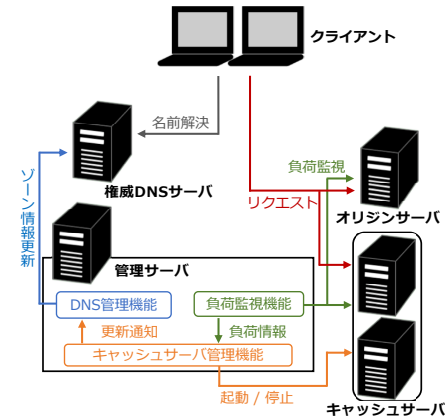 クライアント
名前解決
権威DNSサーバ
負荷監視
リクエスト
オリジンサーバ
ゾーン情報更新
管理サーバ
DNS管理機能
負荷監視機能
更新通知
負荷情報
キャッシュサーバ管理機能
起動 / 停止
キャッシュサーバ